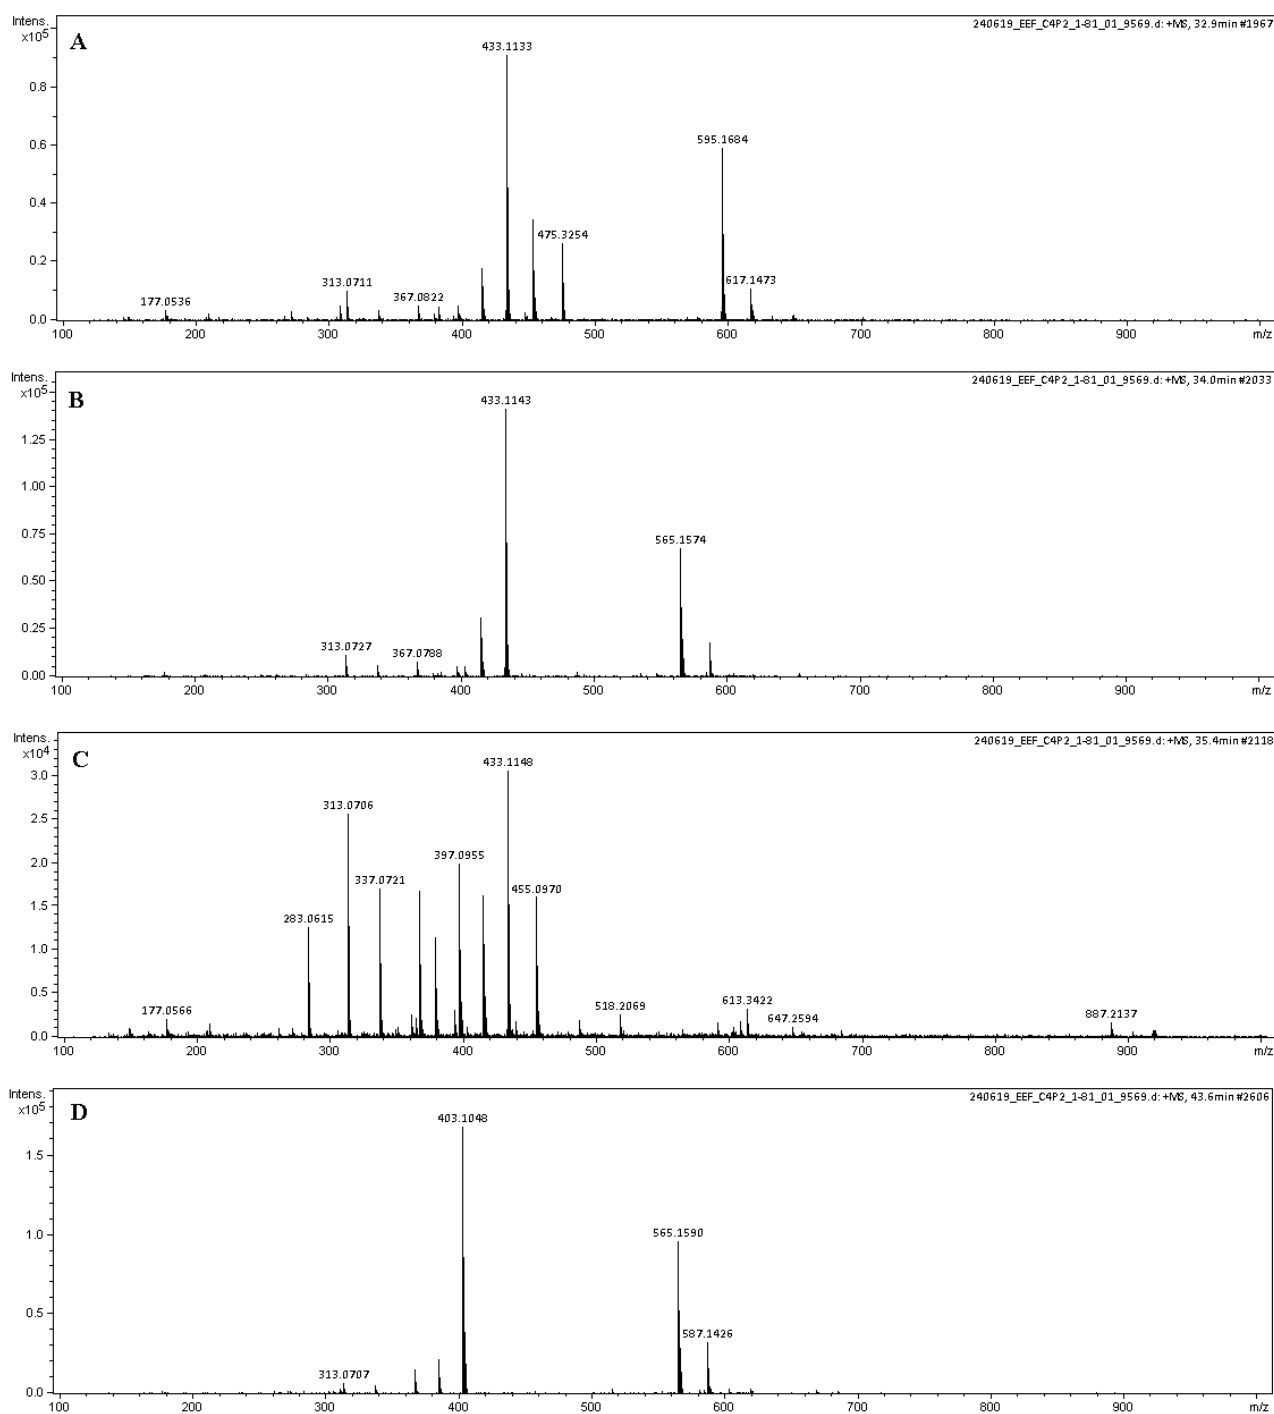 Intens.
x10⁵
A
240619_EEF_C4P2_1-81_01_9569.d: +MS, 32.9min #1967
433.1133
0.8
595.1684
0.6
0.4
475.3254
0.2
313.0711
367.0822
617.1473
177.0536
0.0
100 200 300 400 500 600 700 800 900 m/z
Intens.
x10⁵
B
240619_EEF_C4P2_1-81_01_9569.d: +MS, 34.0min #2033
433.1143
1.25
1.00
0.75
565.1574
0.50
0.25
313.0727
367.0788
0.00
100 200 300 400 500 600 700 800 900 m/z
Intens.
x10⁴
C
240619_EEF_C4P2_1-81_01_9569.d: +MS, 35.4min #2118
433.1148
3.0
313.0706
2.5
397.0955
2.0
337.0721
455.0970
1.5
283.0615
1.0
0.5
177.0566
518.2069
613.3422
647.2594
887.2137
0.0
100 200 300 400 500 600 700 800 900 m/z
Intens.
x10⁵
D
240619_EEF_C4P2_1-81_01_9569.d: +MS, 43.6min #2606
403.1048
1.5
565.1590
1.0
0.5
587.1426
313.0707
0.0
100 200 300 400 500 600 700 800 900 m/z